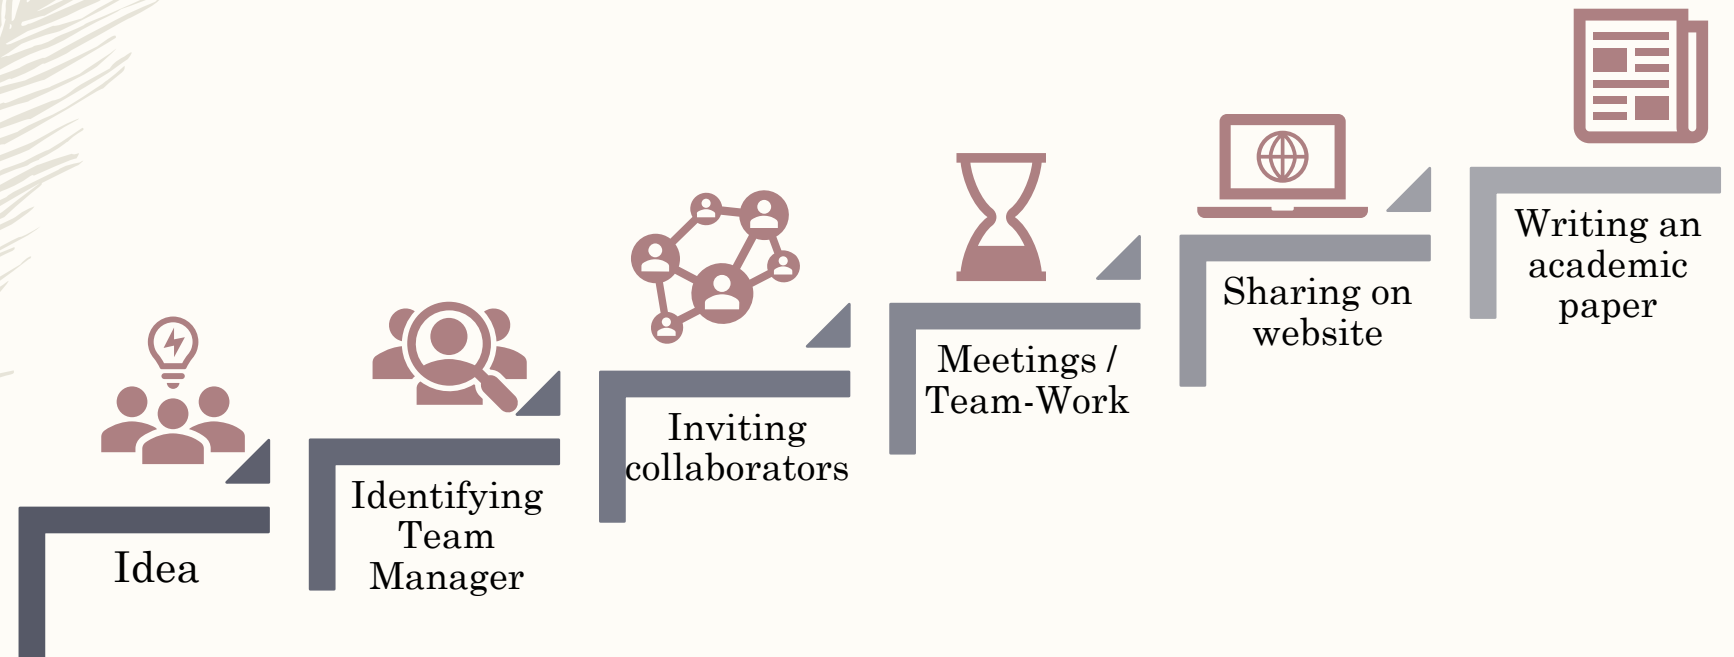 Idea
Identifying
Team
Manager
Inviting
collaborators
Meetings /
Team-Work
Sharing on
website
Writing an
academic
paper